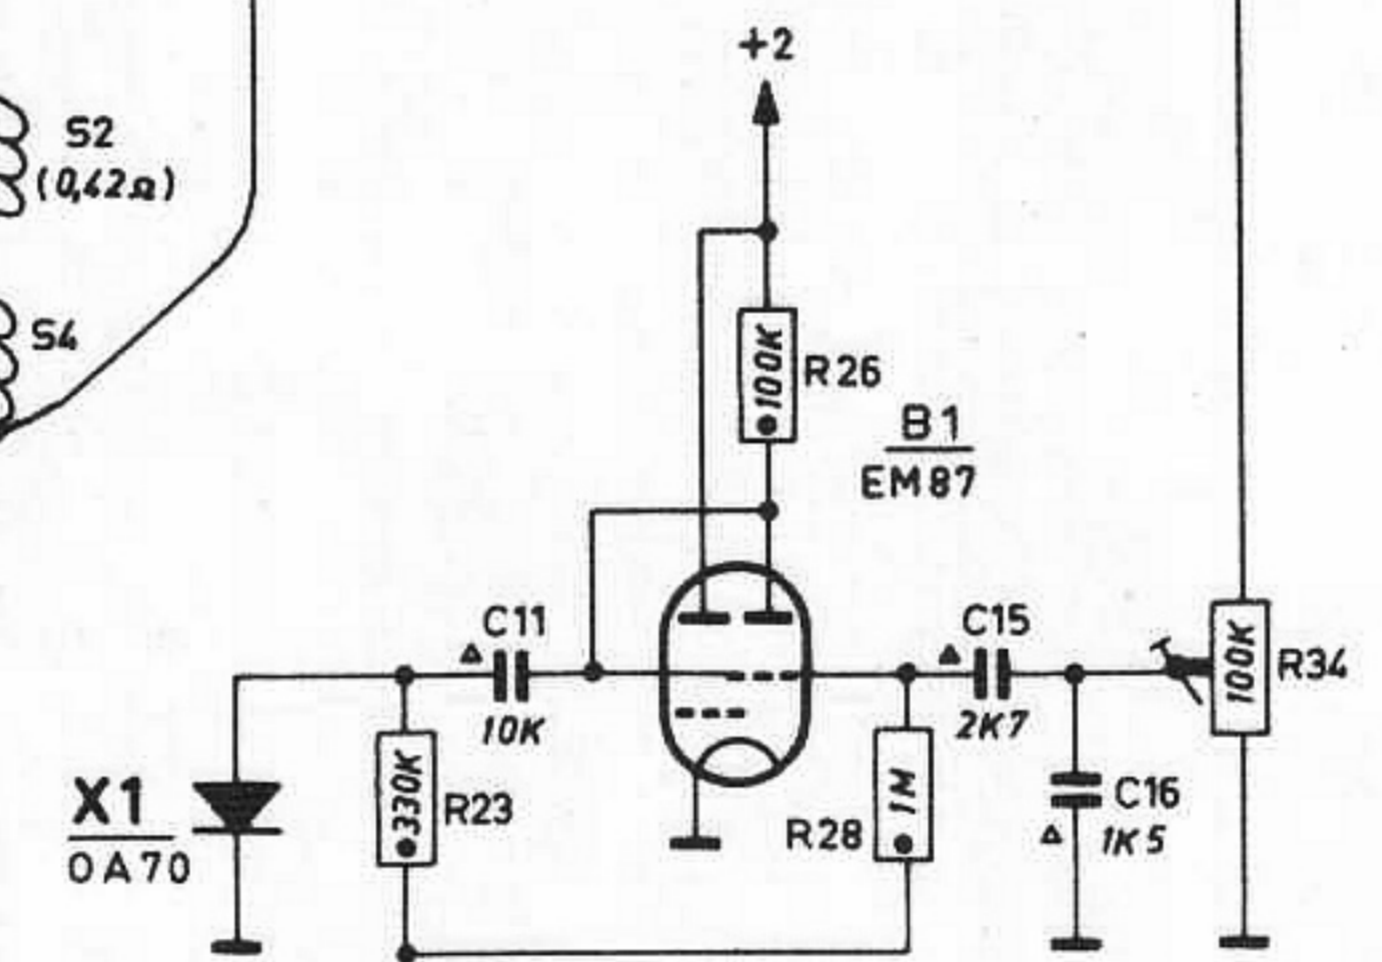 +2
S2
(0,42Ω)
S4
100K
R26
B1
EM87
C11
10K
C15
2K7
100K
R34
X1
OA70
330K
R23
R28
1M
C16
1K5